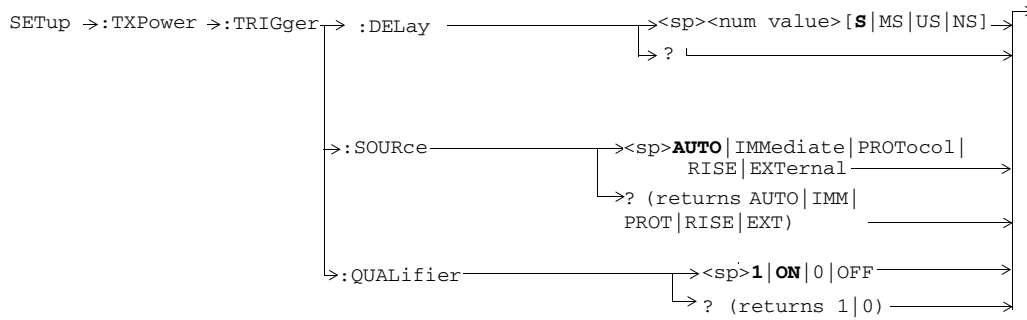 SETup :TXPower :TRIGger :DELay <sp><num value>[S|MS|US|NS]
?
:SOURce <sp>AUTO|IMMediate|PROTocol|
RISE|EXTernal
? (returns AUTO|IMM|
PROT|RISE|EXT)
:QUALifier <sp>1|ON|0|OFF
? (returns 1|0)